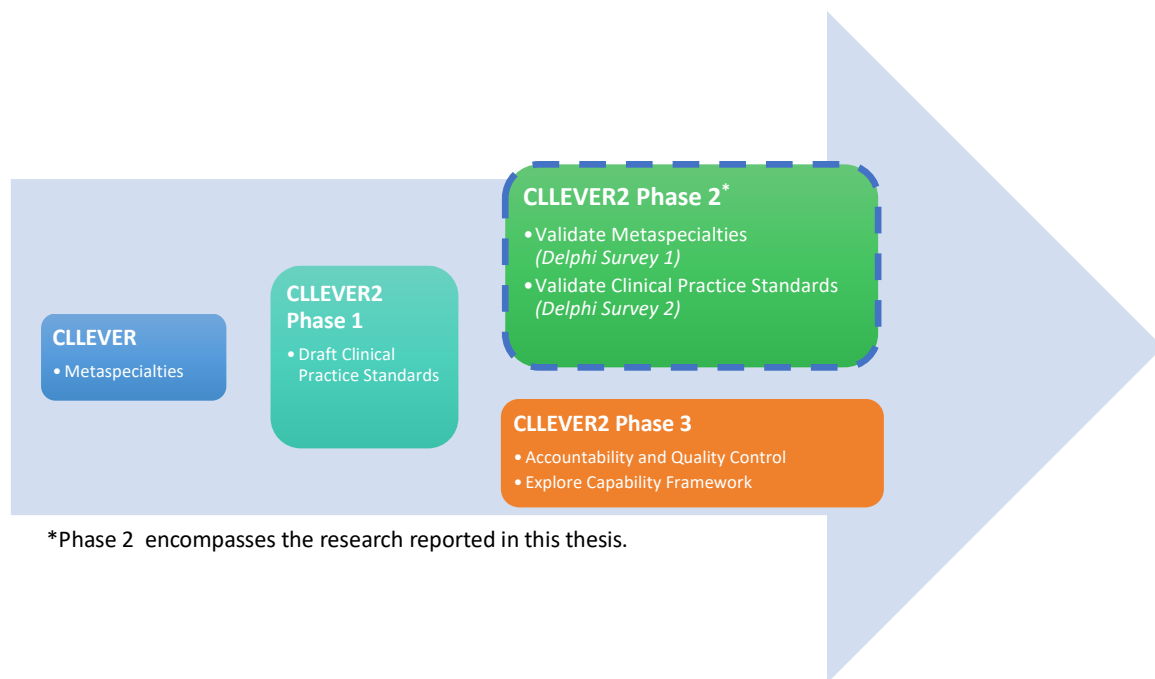 CLLEVER
• Metaspecialties
CLLEVER2
Phase 1
• Draft Clinical
Practice Standards
CLLEVER2 Phase 2*
• Validate Metaspecialties
(Delphi Survey 1)
• Validate Clinical Practice Standards
(Delphi Survey 2)
CLLEVER2 Phase 3
• Accountability and Quality Control
• Explore Capability Framework
*Phase 2 encompasses the research reported in this thesis.